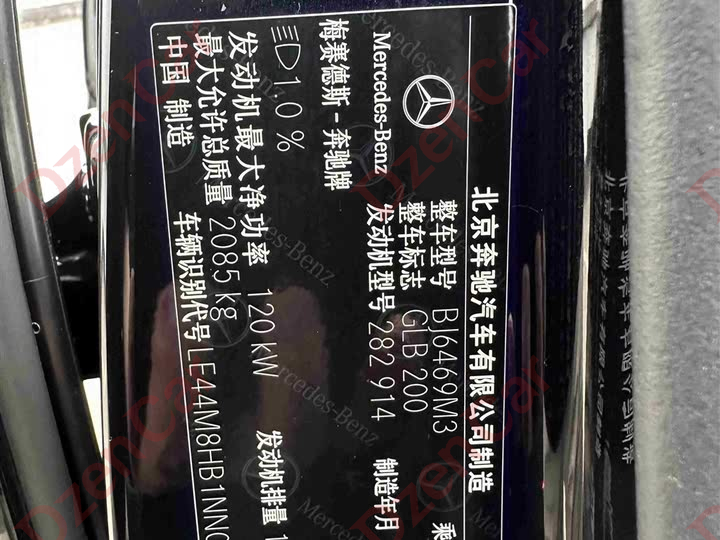 北京奔驰汽车有限公司制造
Mercedes-Benz
梅赛德斯-奔驰牌
整车型号 BJ6469M3
整车标志 GLB 200
发动机型号 282 914
制造年月
乘
1.0 %
发动机最大净功率 120 kW
发动机排量 1
最大允许总质量 2085 kg
中国 制造
车辆识别代号 LE44M8HB1NN
DzenCar